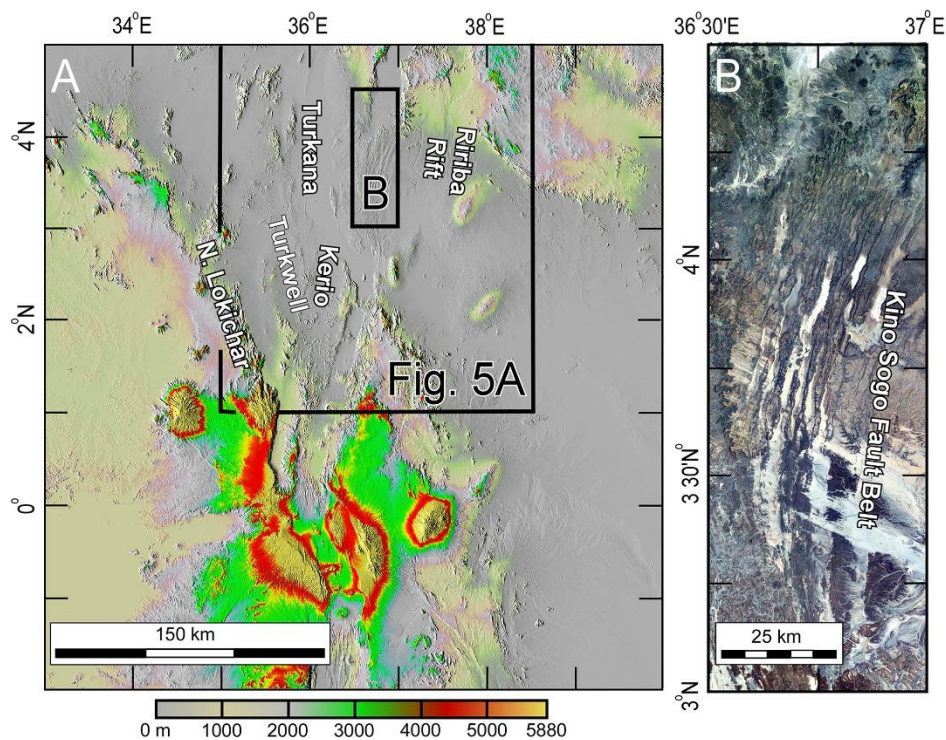 34°E
36°E
38°E
36°30'E
37°E
A
B
4°N
2°N
0°
Turkana
Ririba
Rift
B
Turkwell
Kerio
N. Lokichar
Fig. 5A
150 km
0 m
1000
2000
3000
4000
5000
5880
4°N
3°30'N
3°N
Kino Sogo Fault Belt
25 km